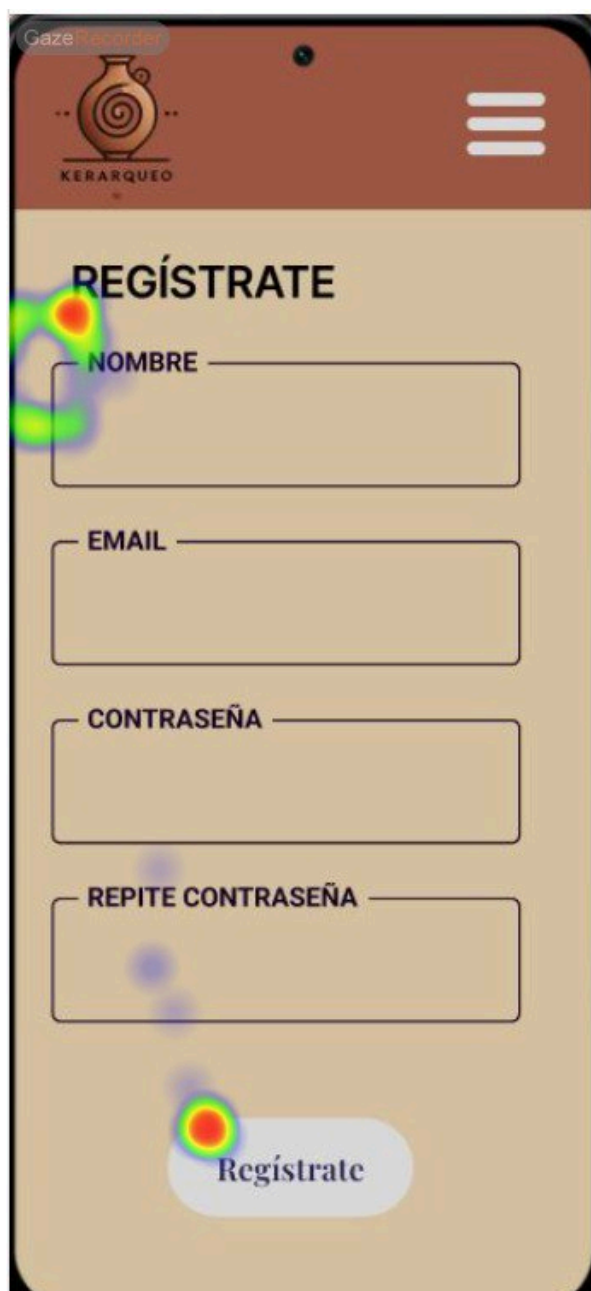 GazeRecorder
KERARQUEO
REGÍSTRATE
NOMBRE
EMAIL
CONTRASEÑA
REPITE CONTRASEÑA
Regístrate